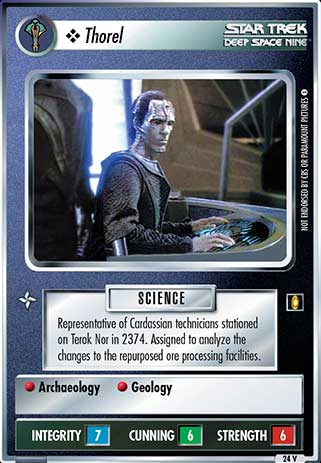 ❖ Thorel
STAR TREK
DEEP SPACE NINE
NOT ENDORSED BY CBS OR PARAMOUNT PICTURES
SCIENCE
Representative of Cardassian technicians stationed
on Terok Nor in 2374. Assigned to analyze the
changes to the repurposed ore processing facilities.
Archaeology Geology
INTEGRITY 7 CUNNING 6 STRENGTH 6
24 V